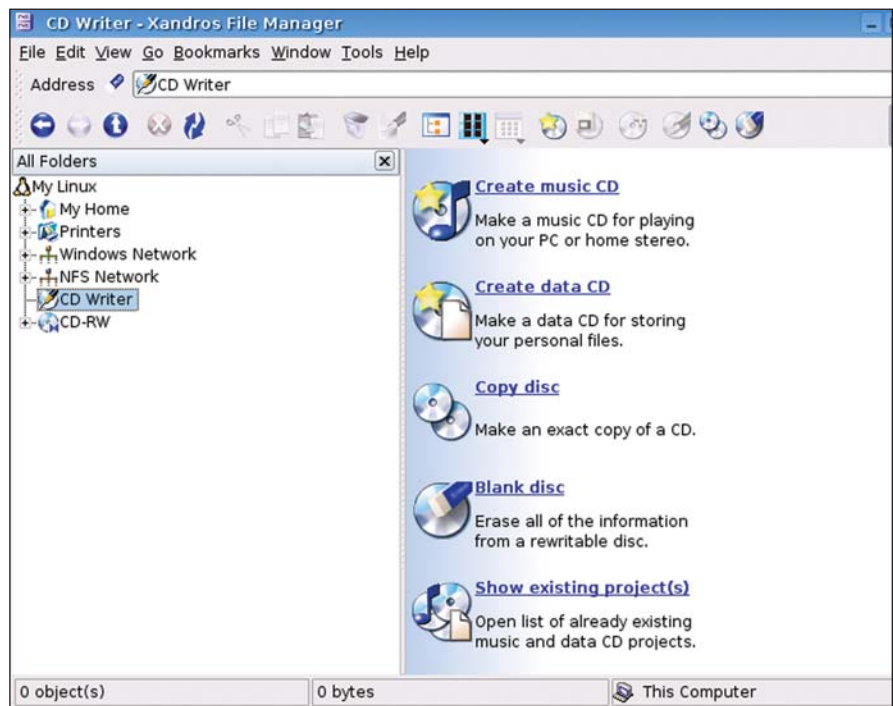 CD Writer - Xandros File Manager
File Edit View Go Bookmarks Window Tools Help
Address CD Writer
All Folders
My Linux
My Home
Printers
Windows Network
NFS Network
CD Writer
CD-RW
Create music CD
Make a music CD for playing
on your PC or home stereo.
Create data CD
Make a data CD for storing
your personal files.
Copy disc
Make an exact copy of a CD.
Blank disc
Erase all of the information
from a rewritable disc.
Show existing project(s)
Open list of already existing
music and data CD projects.
0 object(s) 0 bytes This Computer